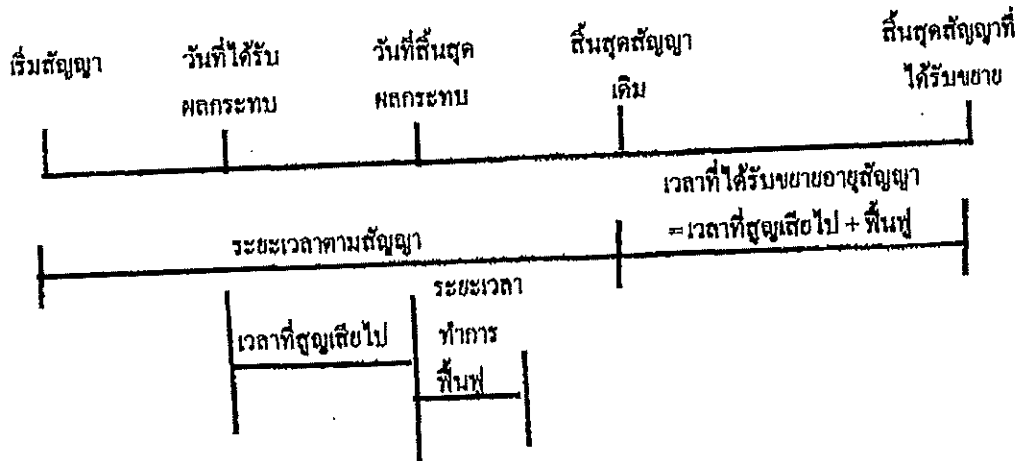 เริ่มสัญญา
วันที่ได้รับ
ผลกระทบ
วันที่สิ้นสุด
ผลกระทบ
สิ้นสุดสัญญา
เดิม
สิ้นสุดสัญญาที่
ได้รับขยาย
เวลาที่ได้รับขยายอายุสัญญา
=เวลาที่สูญเสียไป + ฟื้นฟู
ระยะเวลาตามสัญญา
เวลาที่สูญเสียไป
ระยะเวลา
ทำการ
ฟื้นฟู